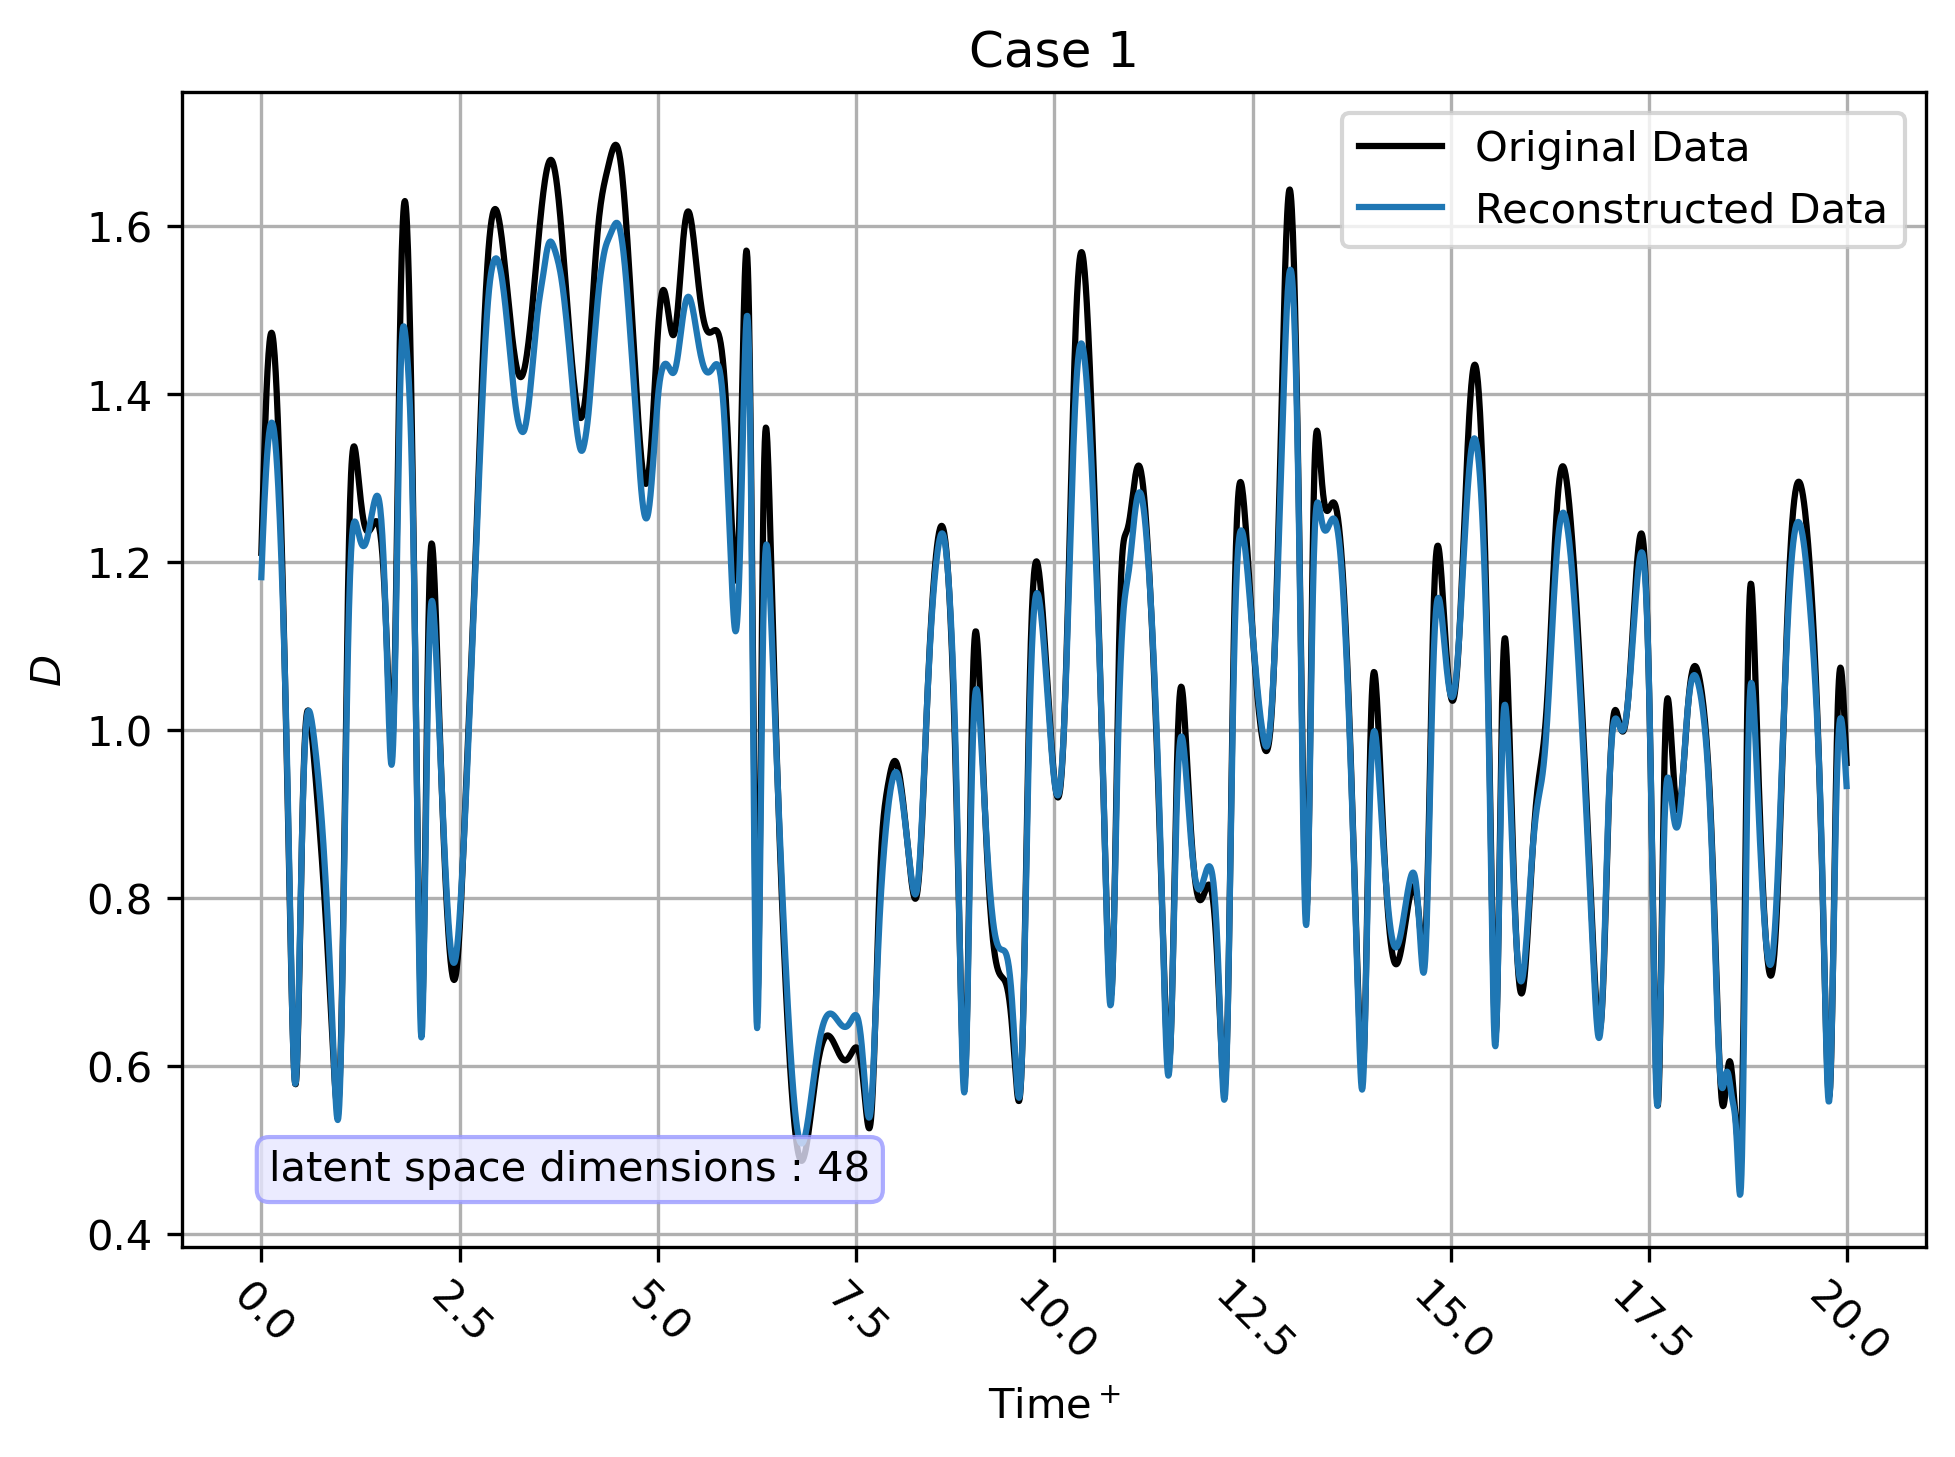 Case 1
Original Data
Reconstructed Data
1.6
1.4
1.2
1.0
0.8
0.6
0.4
D
latent space dimensions : 48
0.0 2.5 5.0 7.5 10.0 12.5 15.0 17.5 20.0
Time⁺